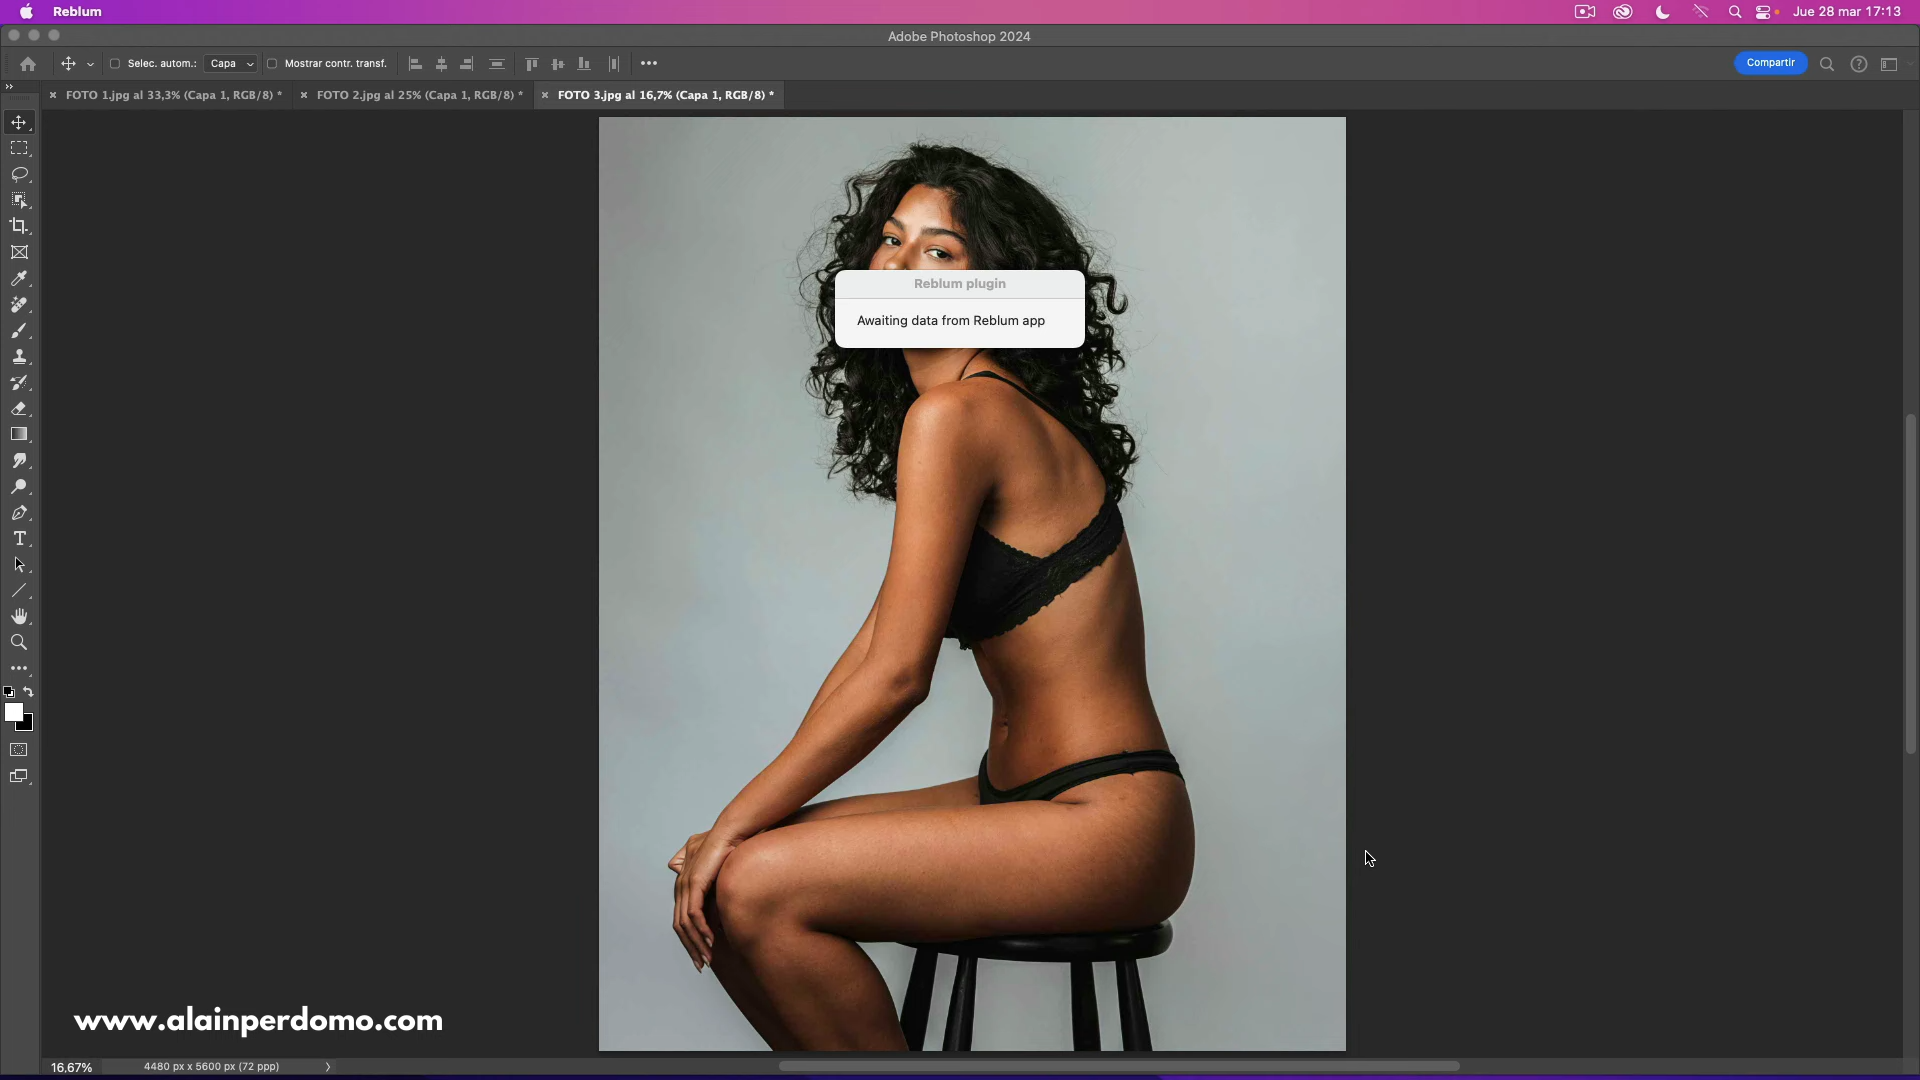 Reblum
Jue 28 mar 17:13
Adobe Photoshop 2024
Selec. autom.:
Capa
Mostrar contr. transf.
Compartir
FOTO 1.jpg al 33,3% (Capa 1, RGB/8) *
FOTO 2.jpg al 25% (Capa 1, RGB/8) *
FOTO 3.jpg al 16,7% (Capa 1, RGB/8) *
Reblum plugin
Awaiting data from Reblum app
www.alainperdomo.com
16,67%
4480 px x 5600 px (72 ppp)